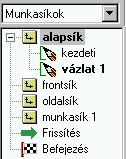 Munkasíkok
alapsík
kezdeti
vázlat 1
frontsík
oldalsík
munkasík 1
Frissítés
Befejezés